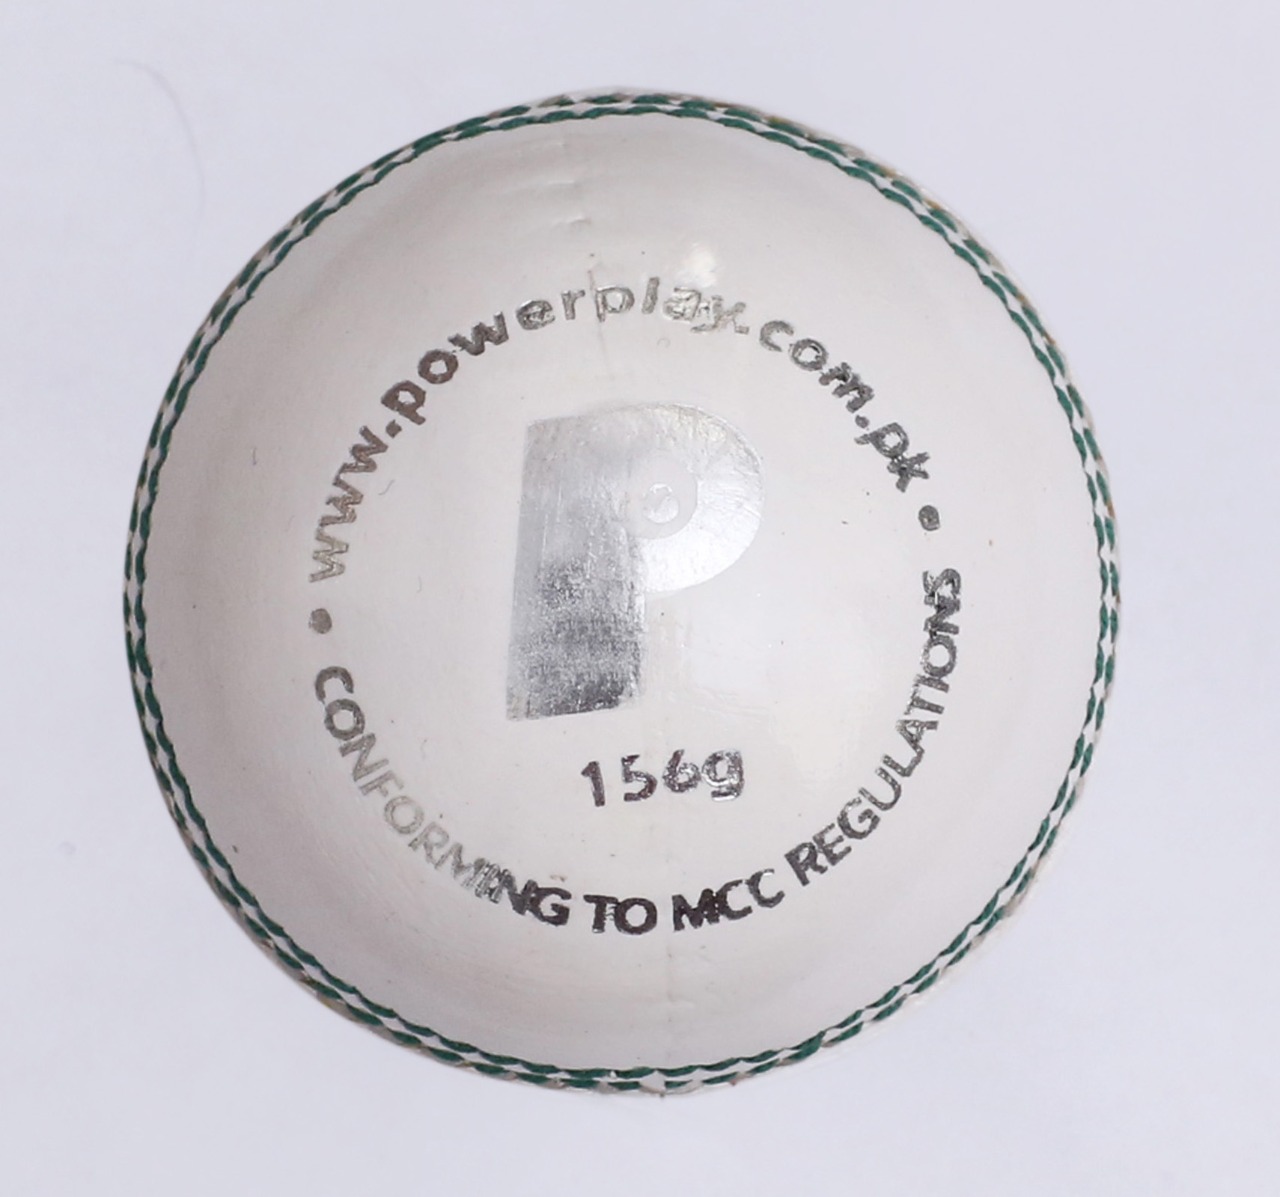 www.powerplay.com.pk
P
156g
CONFORMING TO MCC REGULATIONS